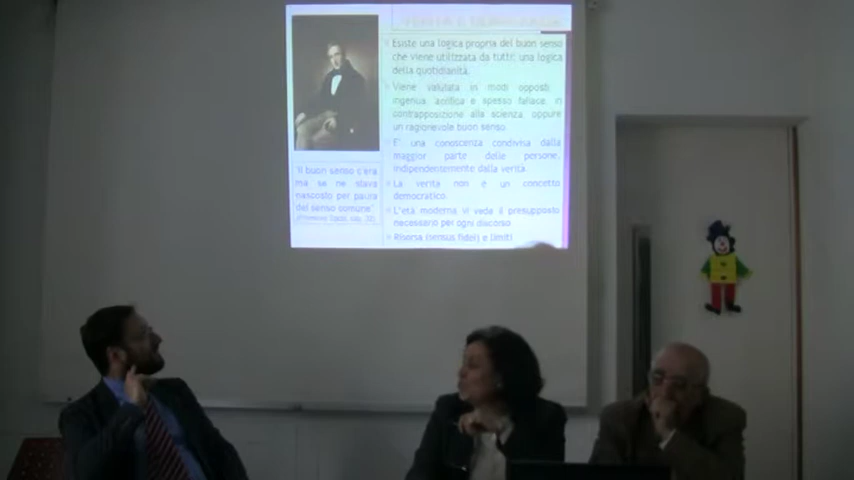 Esiste una logica propria del buon senso
che viene utilizzata da tutti: una logica
della quotidianità.
Viene valutata in modi opposti:
ingenua, acritica e spesso fallace, in
contrapposizione alla scienza, oppure
un ragionevole buon senso
E' una conoscenza condivisa dalla
maggior parte delle persone,
indipendentemente dalla verità.
La verità non è un concetto
democratico.
L'età moderna vi vede il presupposto
necessario per ogni discorso
Risorsa (sensus fidei) e limiti
"Il buon senso c'era
ma se ne stava
nascosto per paura
del senso comune"